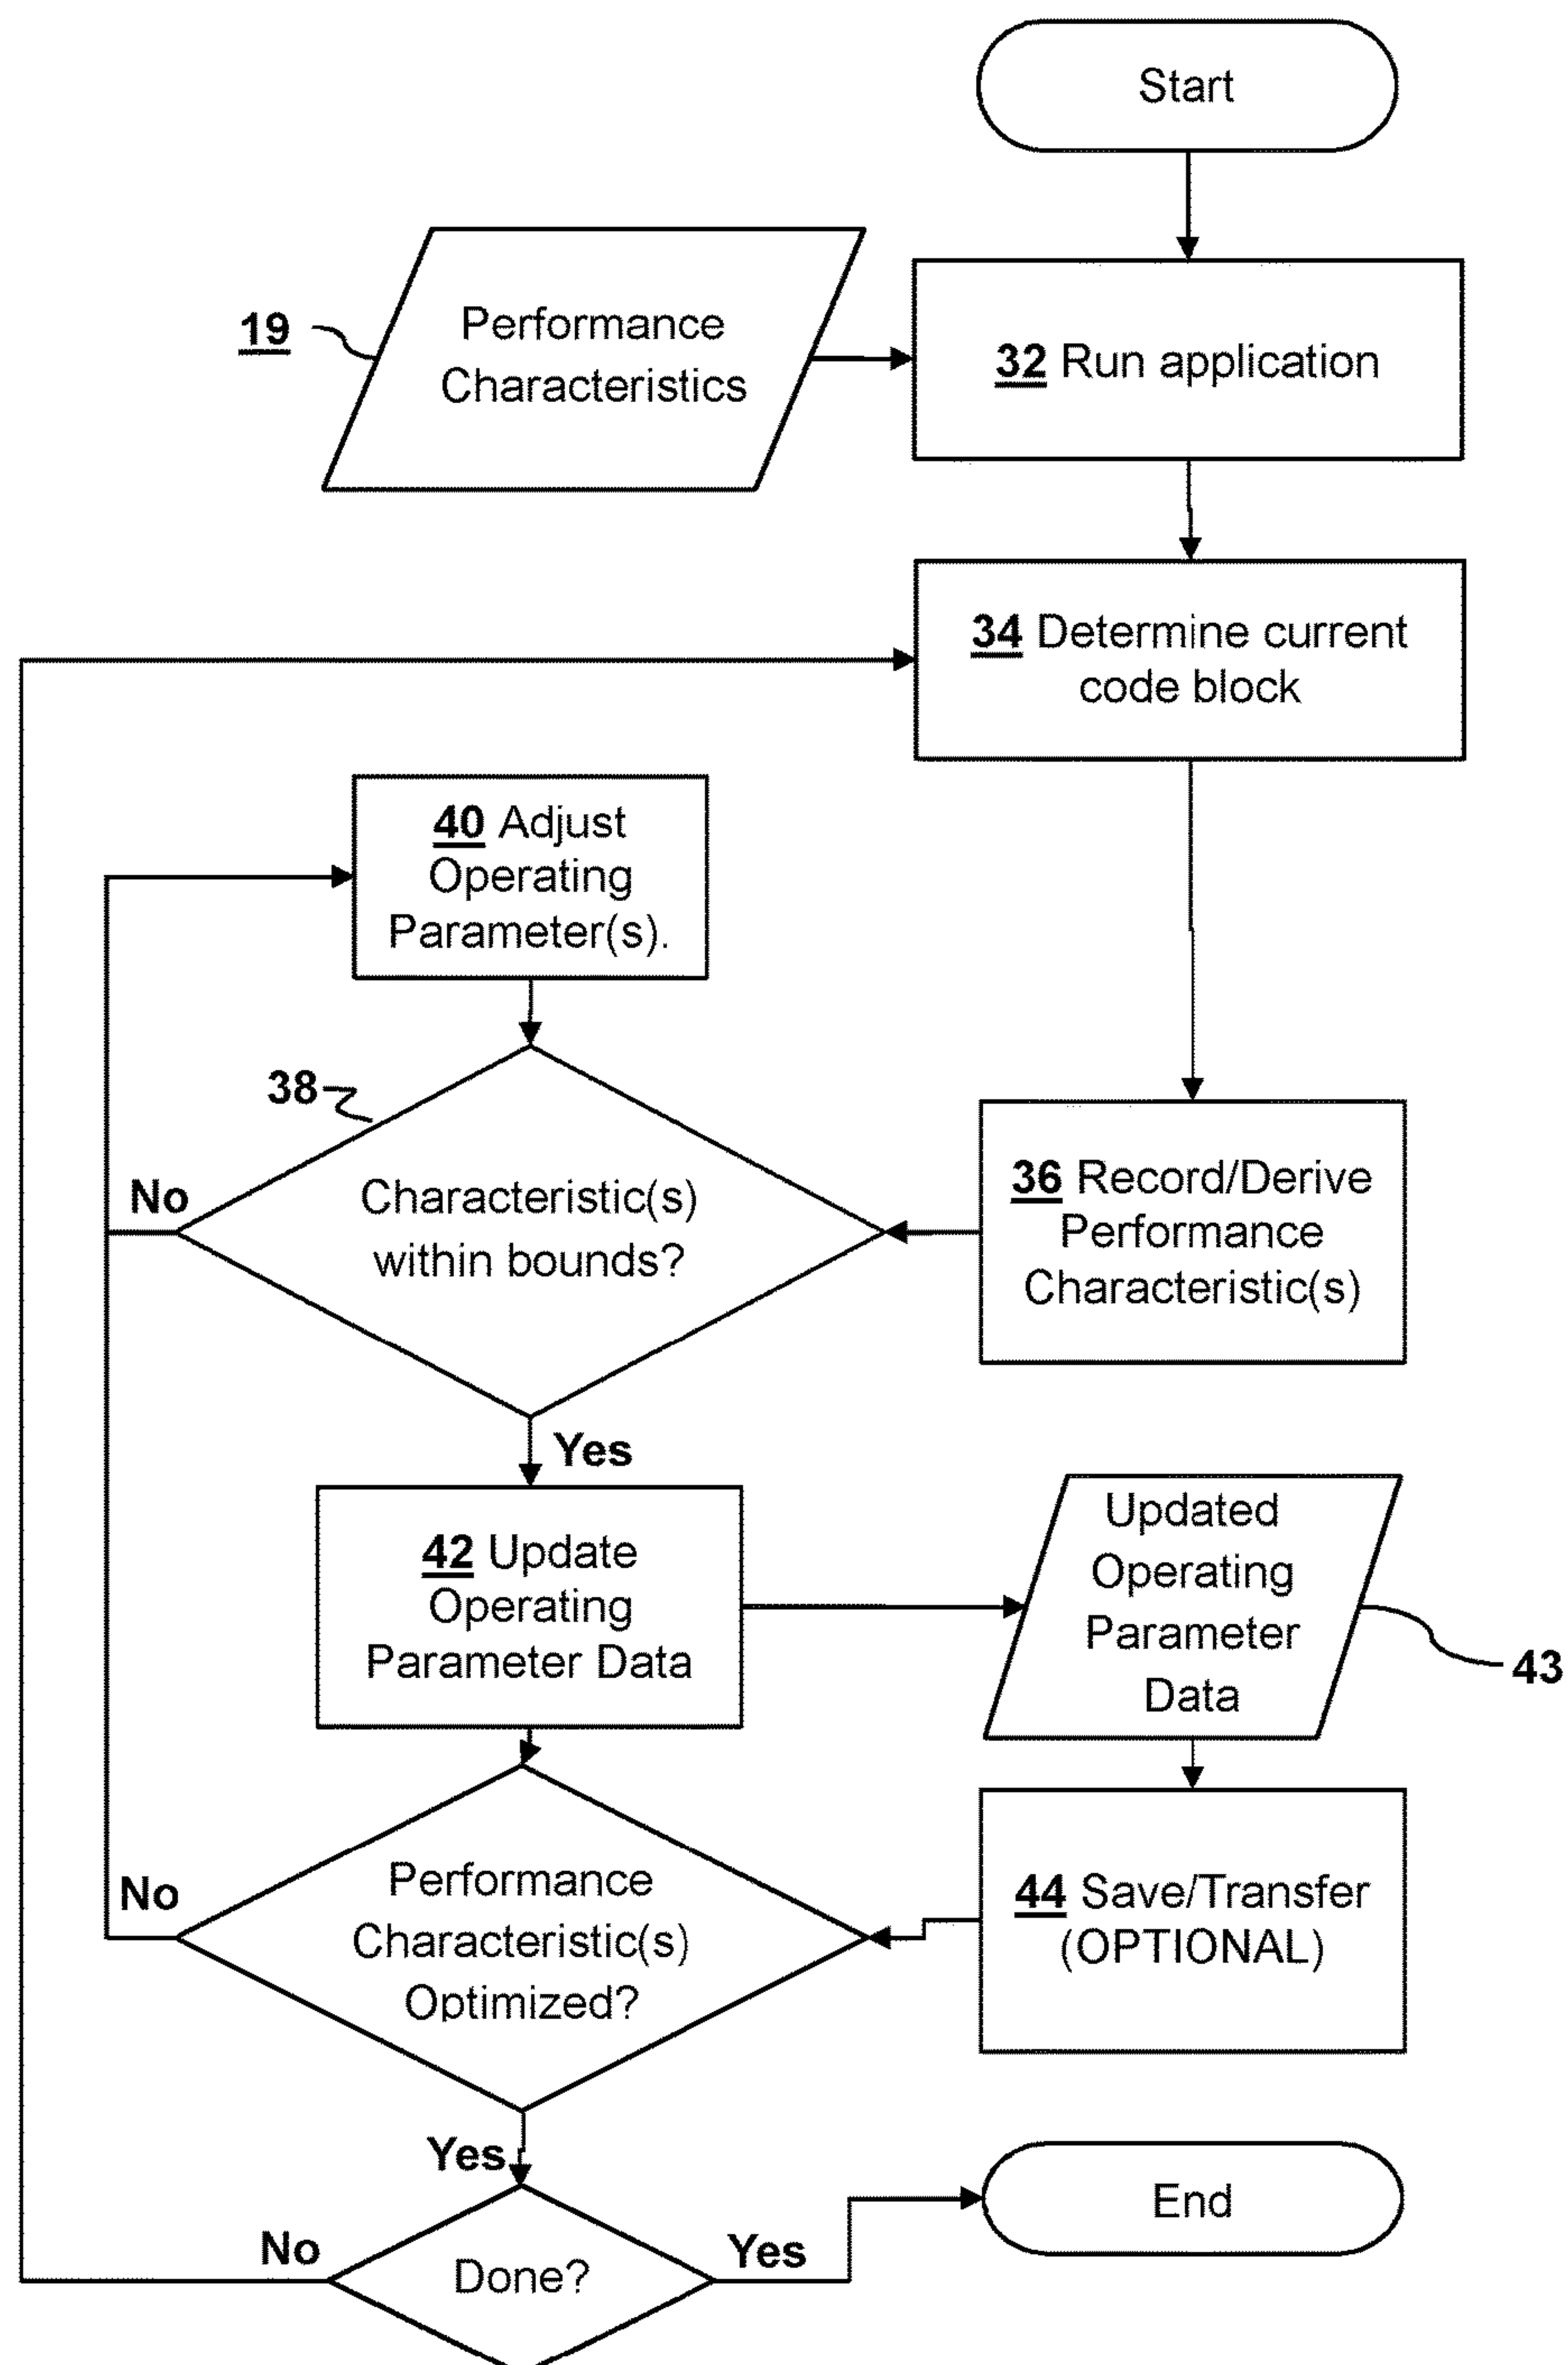 Start
19
Performance
Characteristics
32 Run application
34 Determine current
code block
40 Adjust
Operating
Parameter(s).
38
No
Characteristic(s)
within bounds?
36 Record/Derive
Performance
Characteristic(s)
Yes
42 Update
Operating
Parameter Data
Updated
Operating
Parameter
Data
43
No
Performance
Characteristic(s)
Optimized?
44 Save/Transfer
(OPTIONAL)
Yes
No
Done?
Yes
End